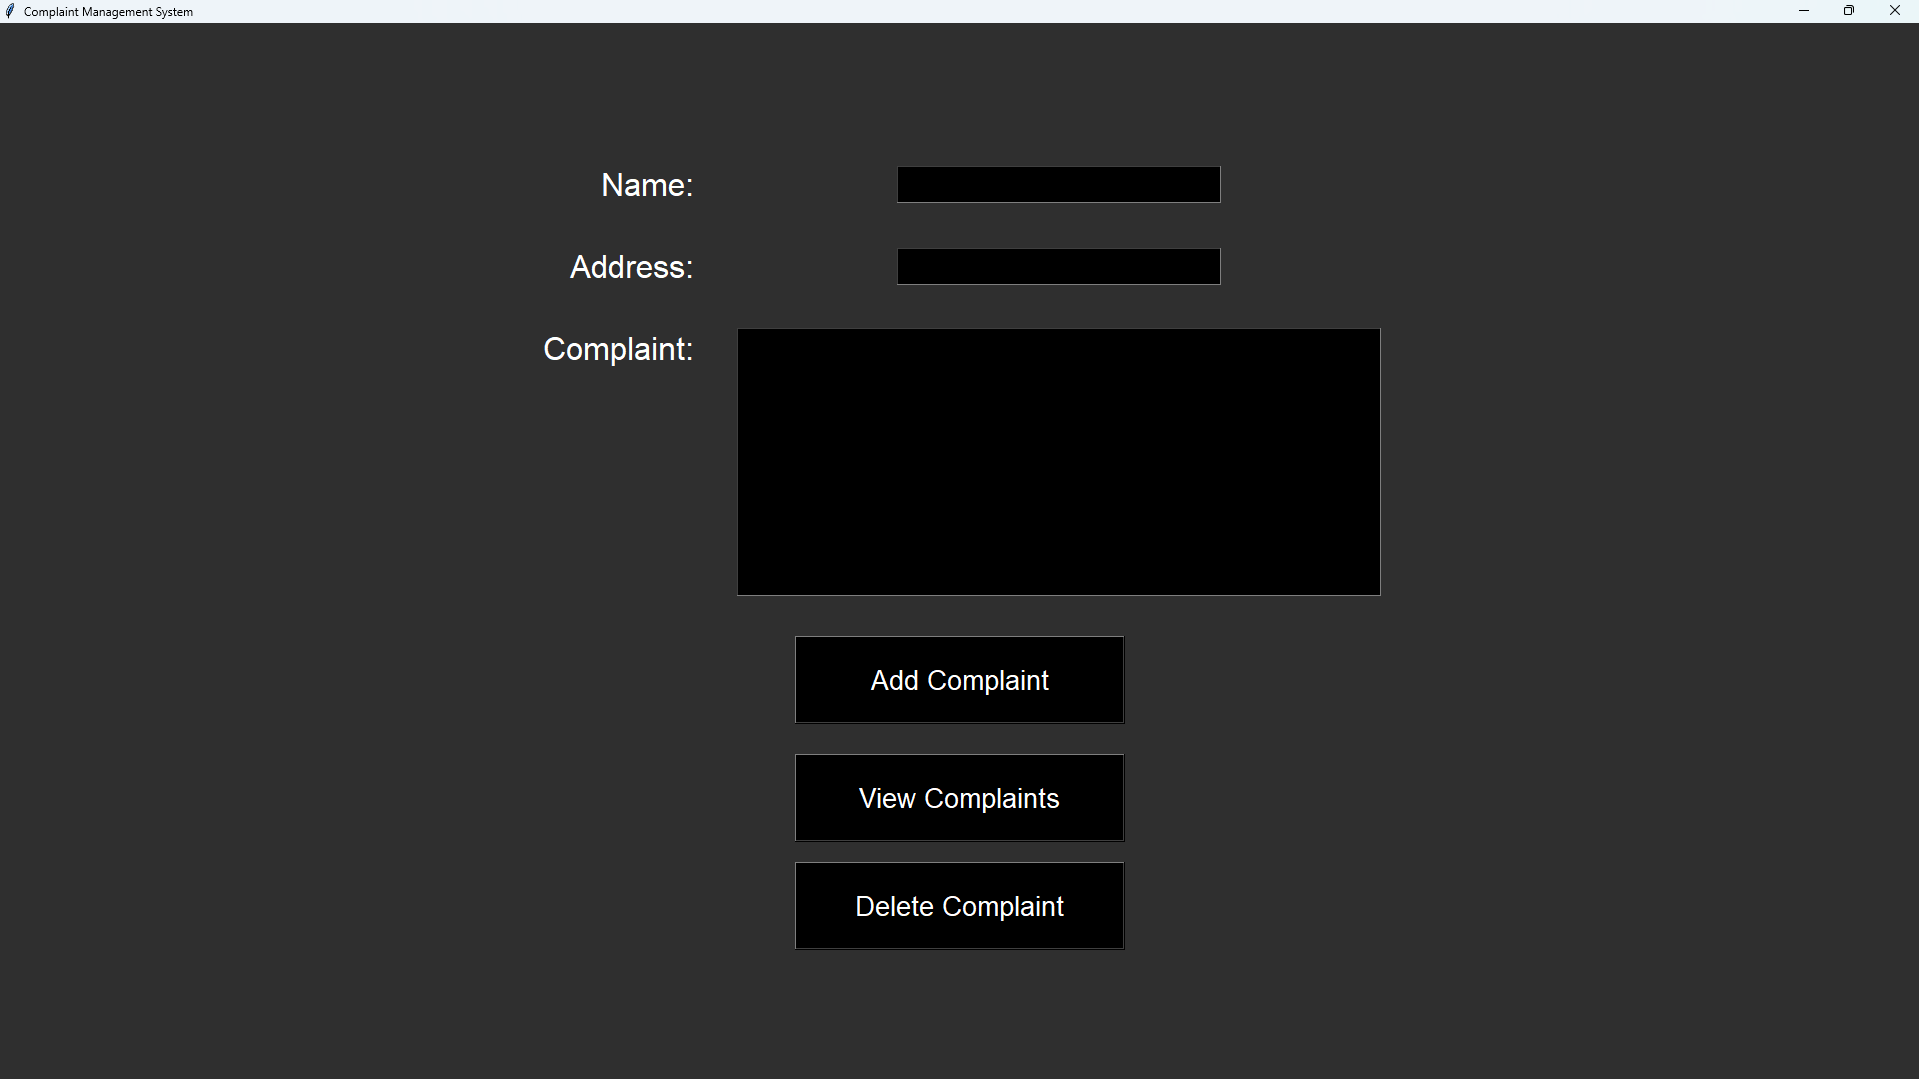 Complaint Management System
Name:
Address:
Complaint:
Add Complaint
View Complaints
Delete Complaint